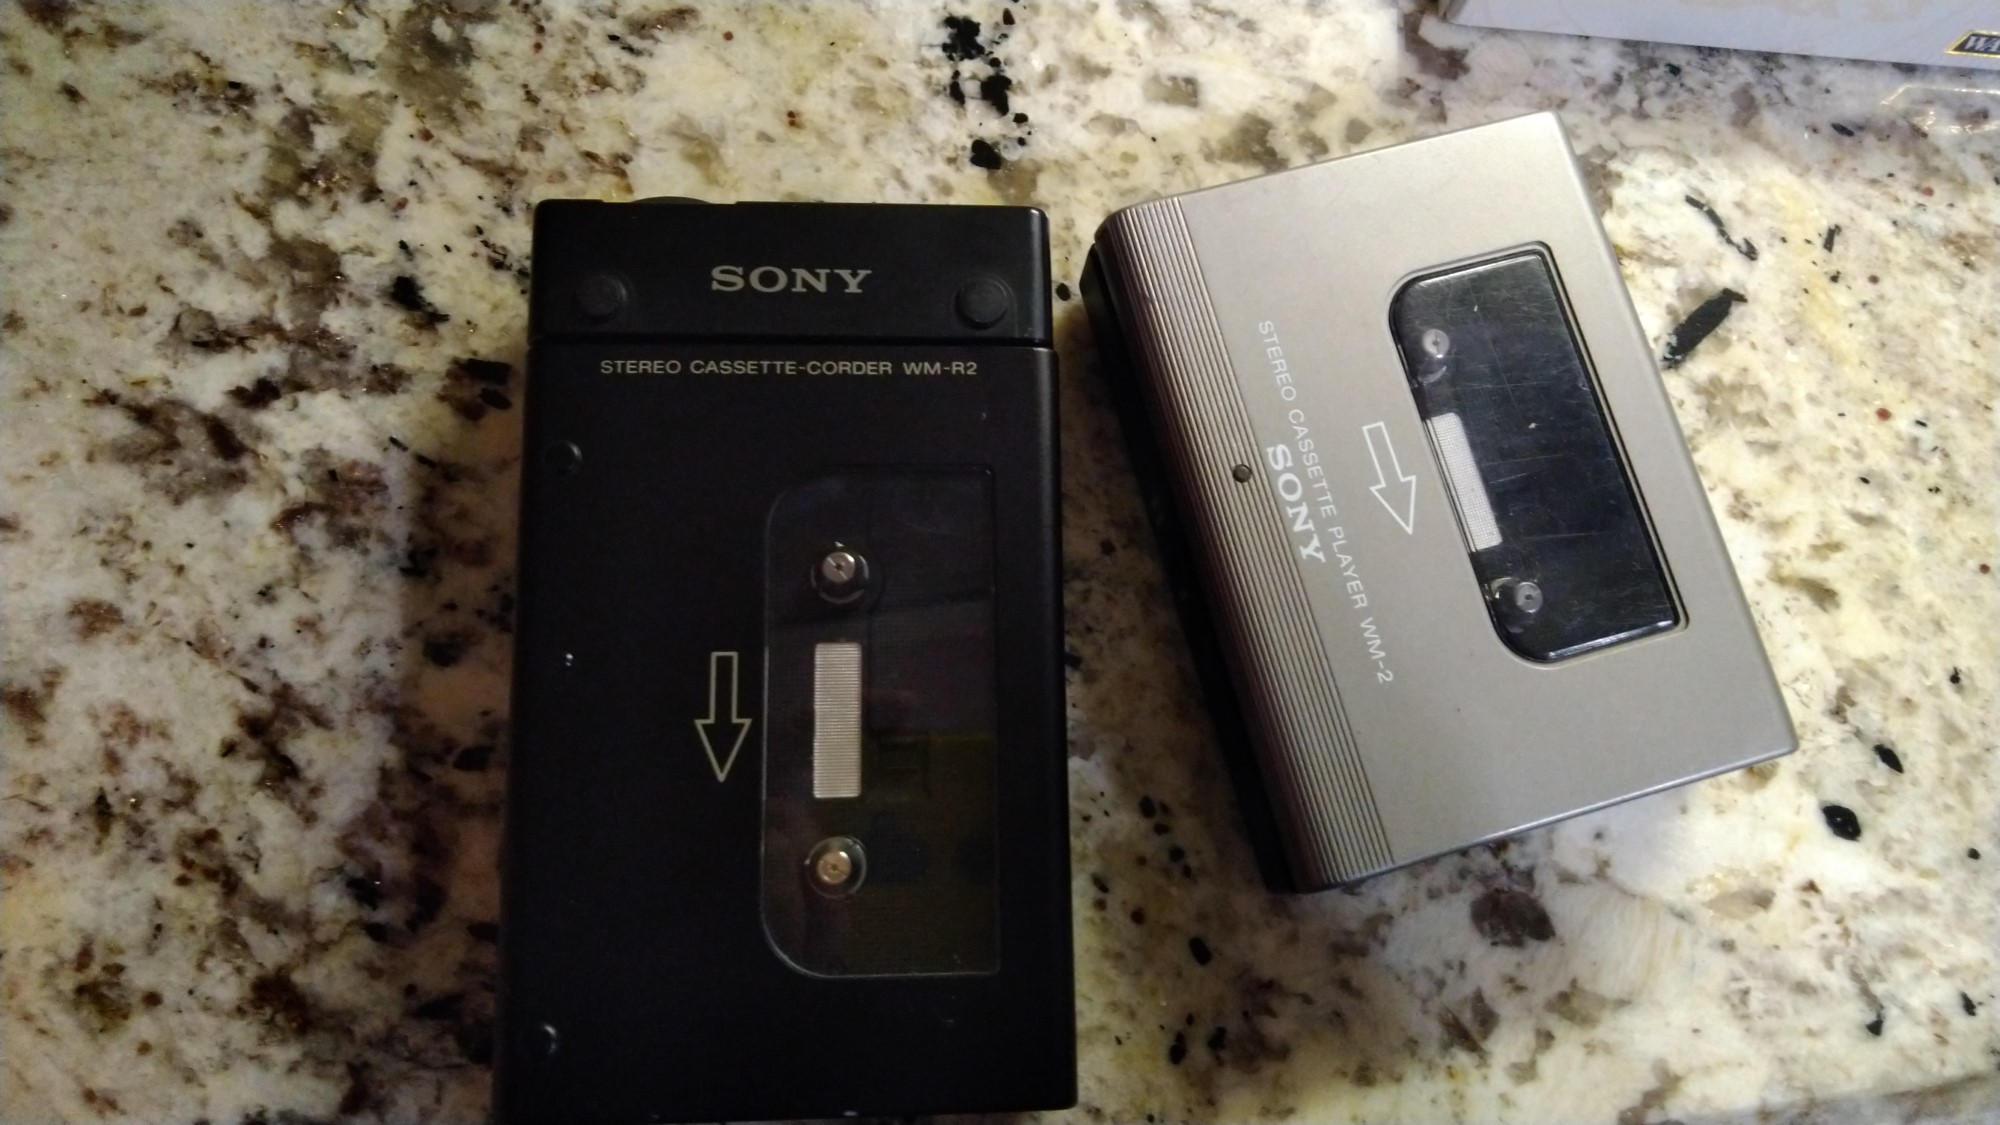 SONY
STEREO CASSETTE-CORDER WM-R2
STEREO CASSETTE PLAYER WM-2
SONY